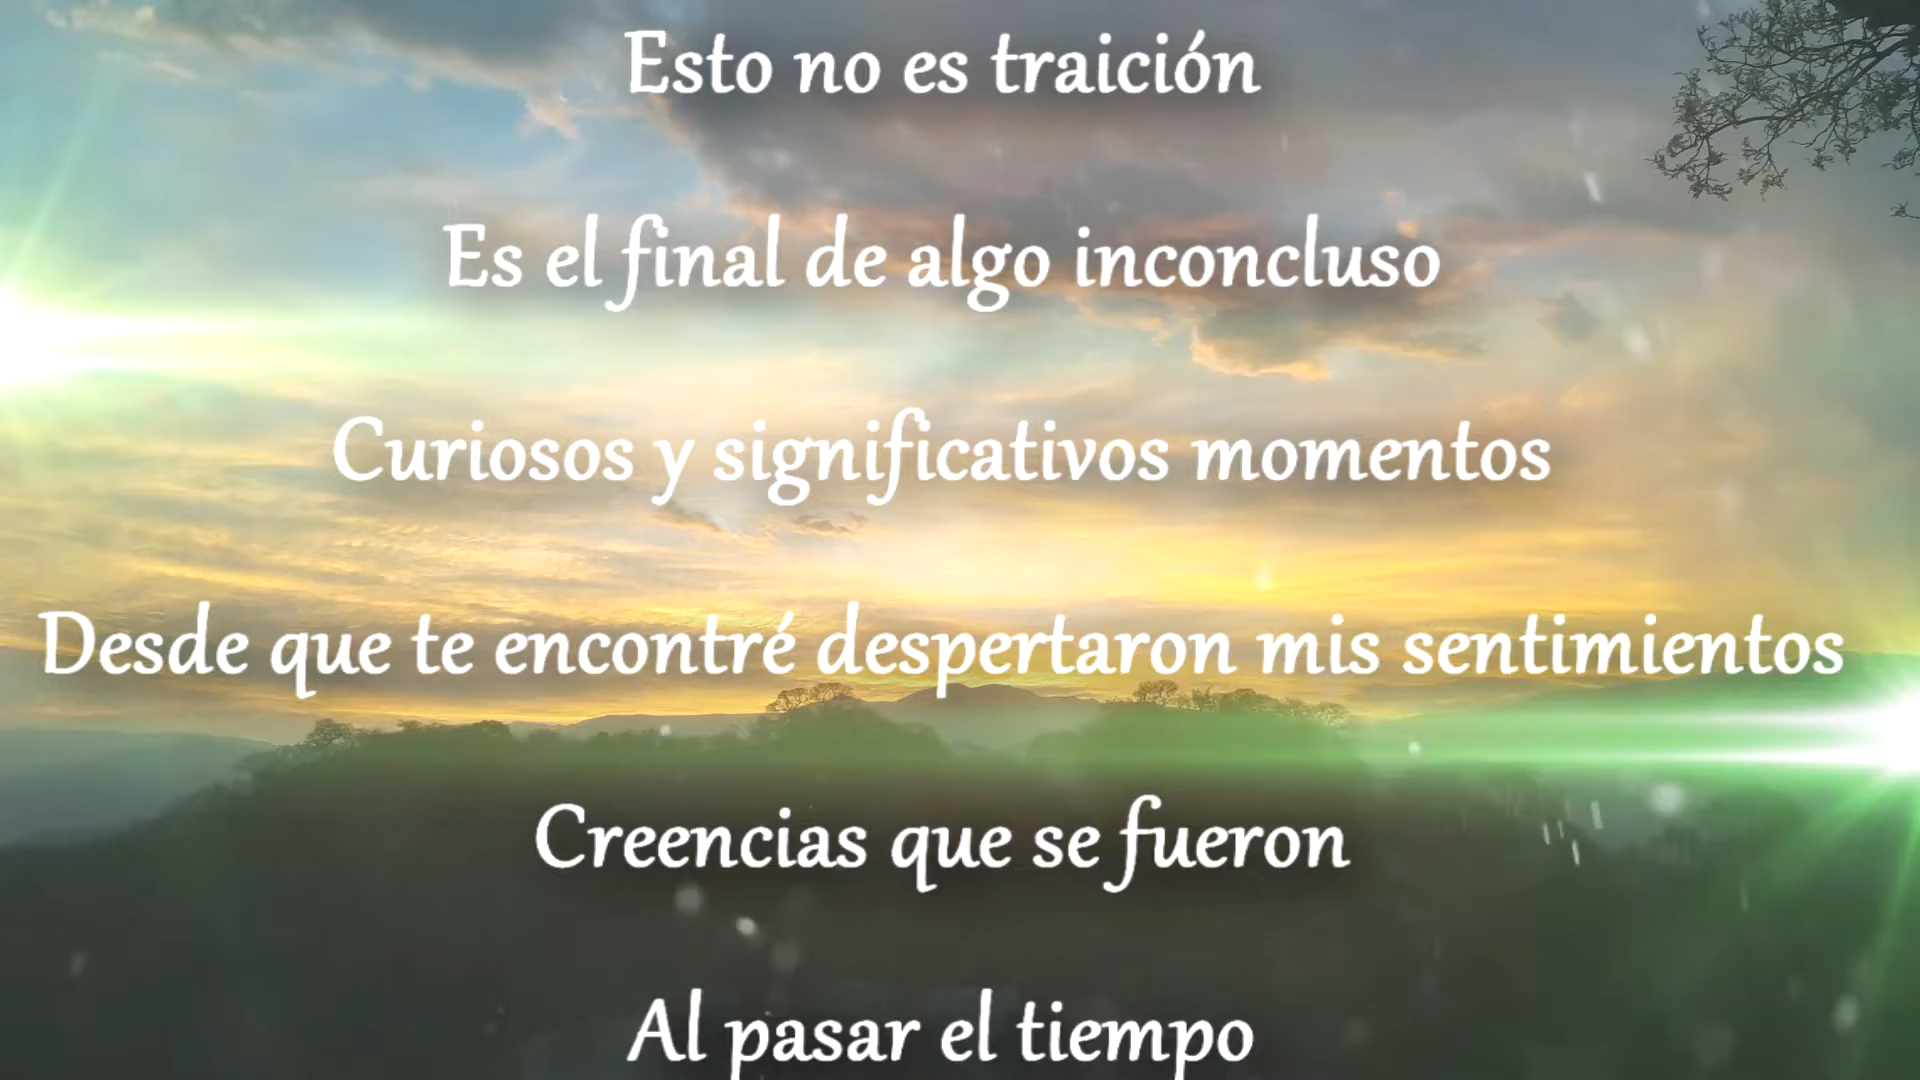 Esto no es traición
Es el final de algo inconcluso
Curiosos y significativos momentos
Desde que te encontré despertaron mis sentimientos
Creencias que se fueron
Al pasar el tiempo